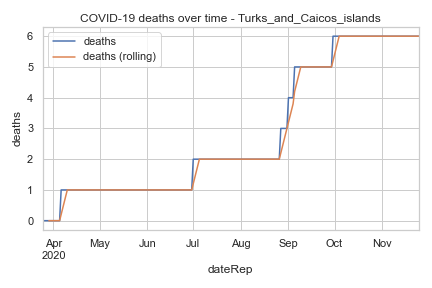 COVID-19 deaths over time - Turks_and_Caicos_islands
deaths
deaths (rolling)
6
5
4
3
2
1
0
deaths
Apr May Jun Jul Aug Sep Oct Nov
2020
dateRep